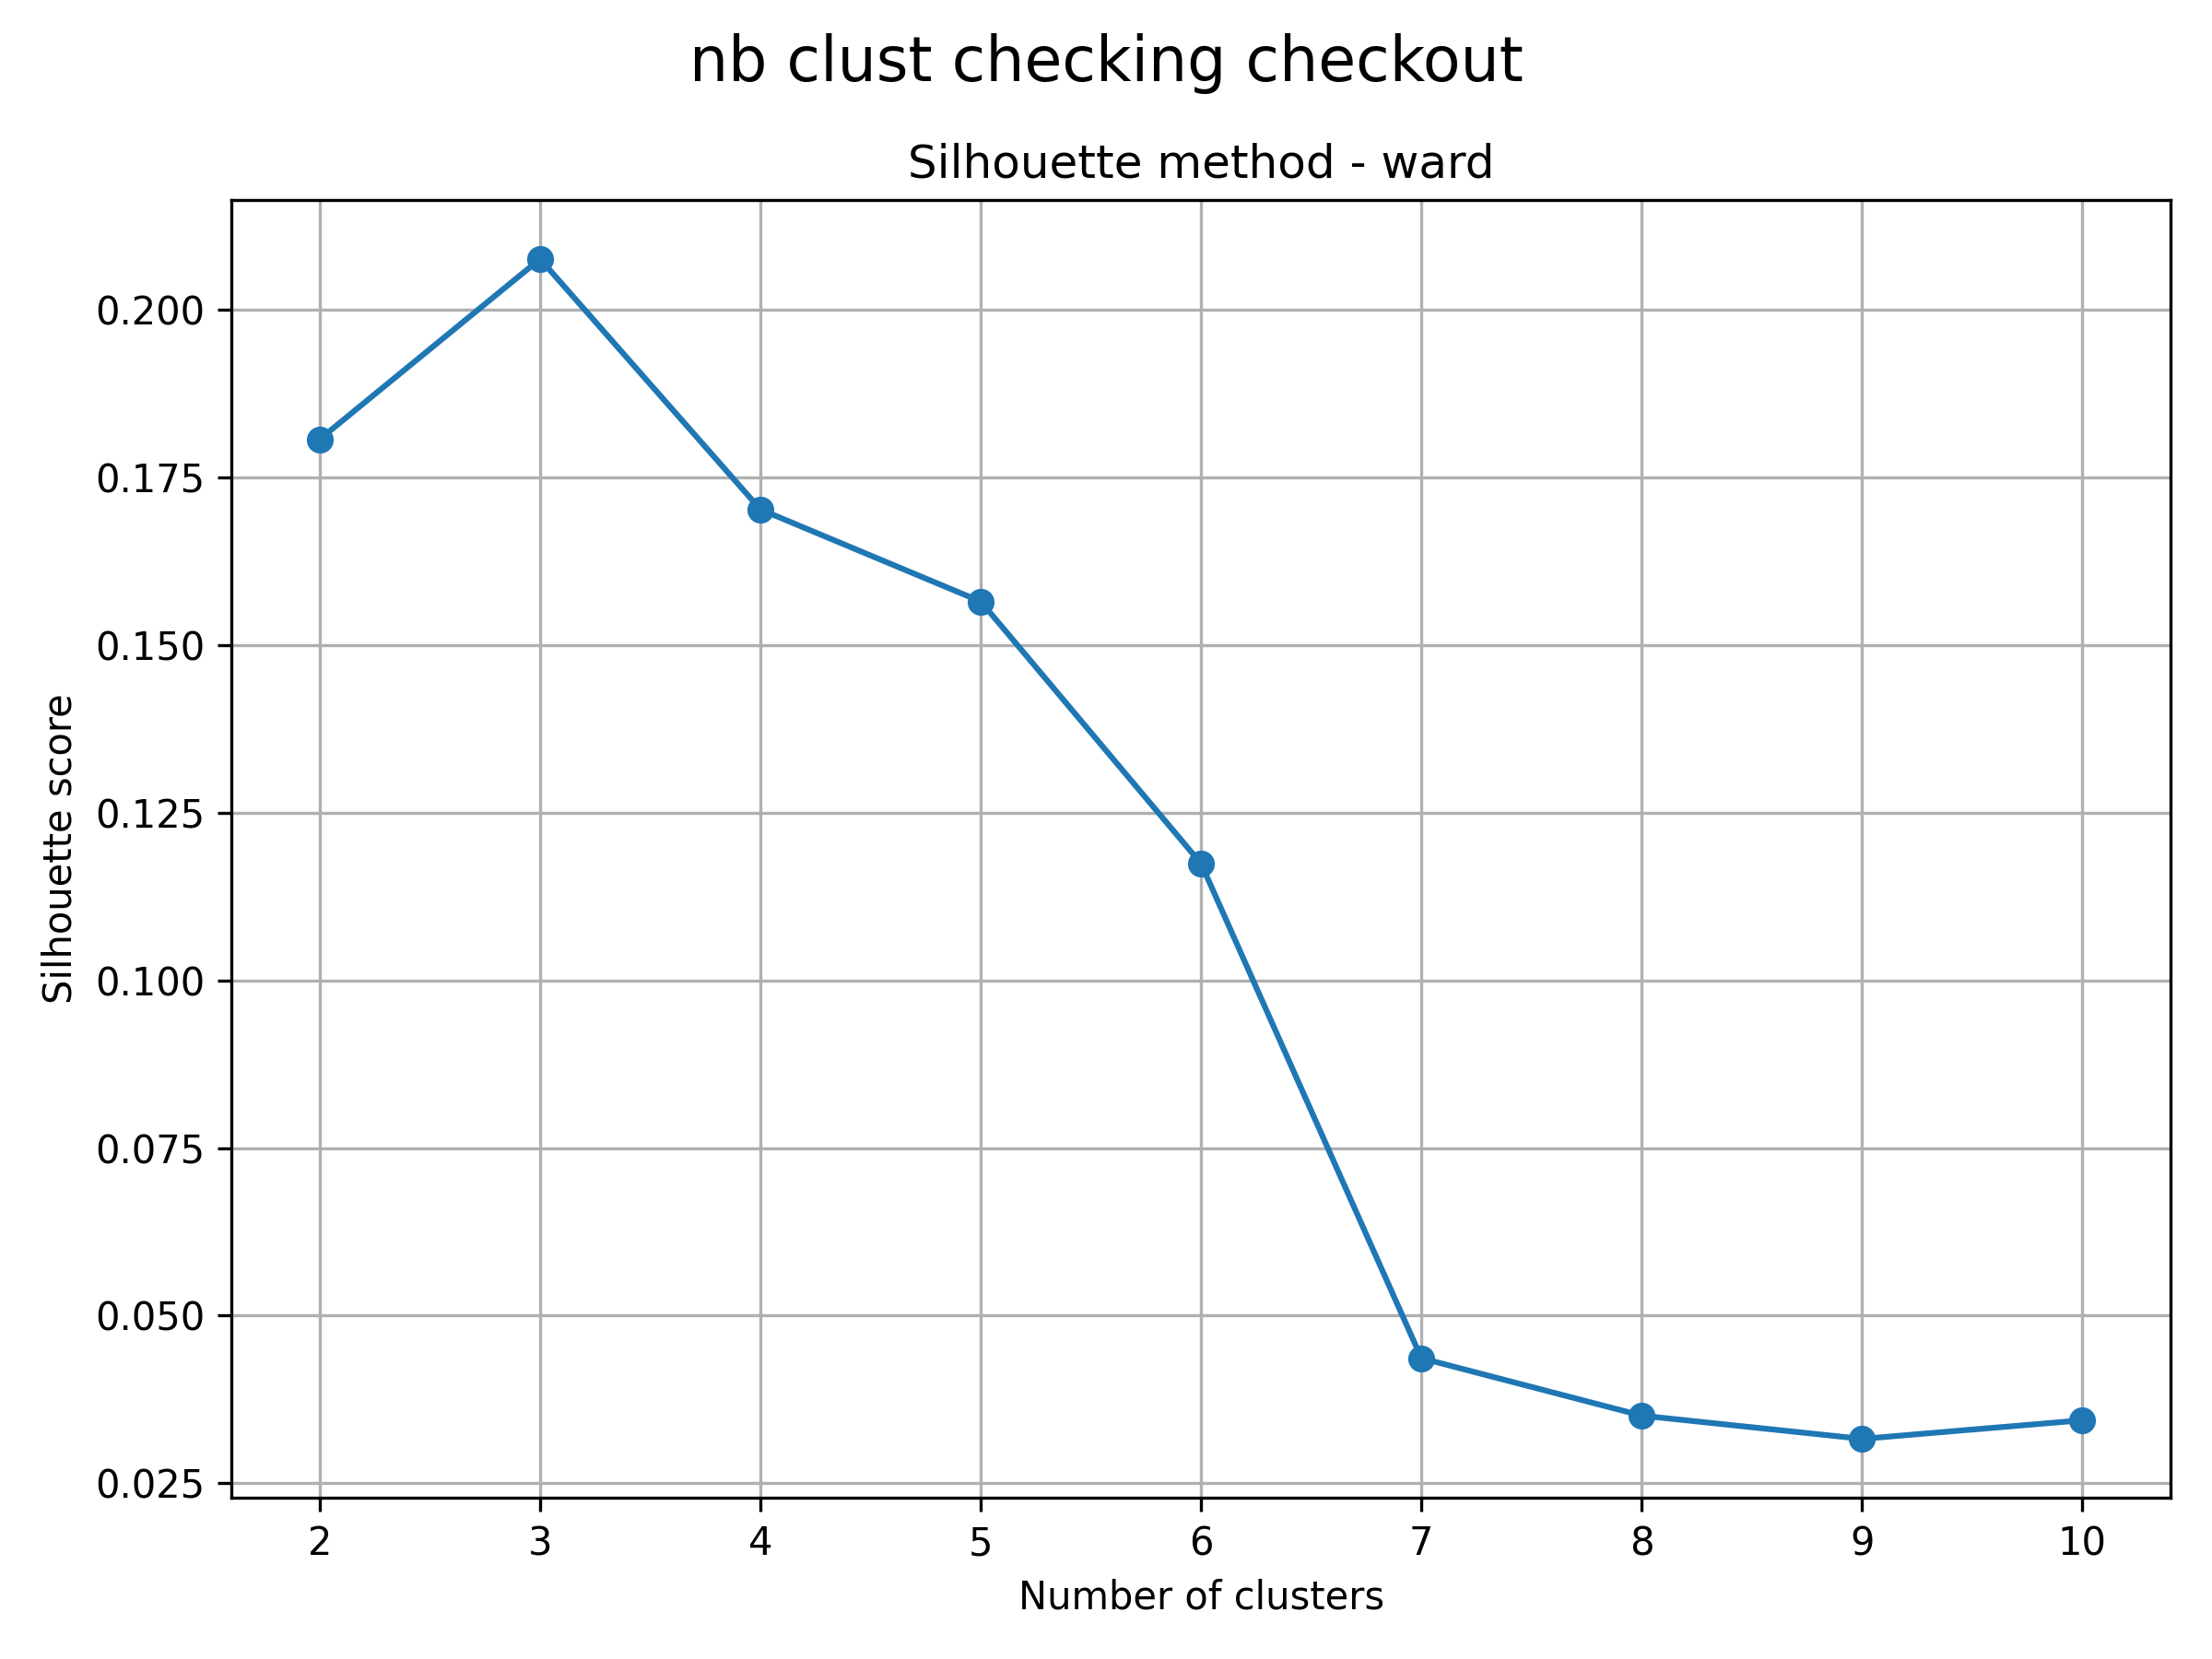 nb clust checking checkout
Silhouette method - ward
Silhouette score
0.200
0.175
0.150
0.125
0.100
0.075
0.050
0.025
2 3 4 5 6 7 8 9 10
Number of clusters